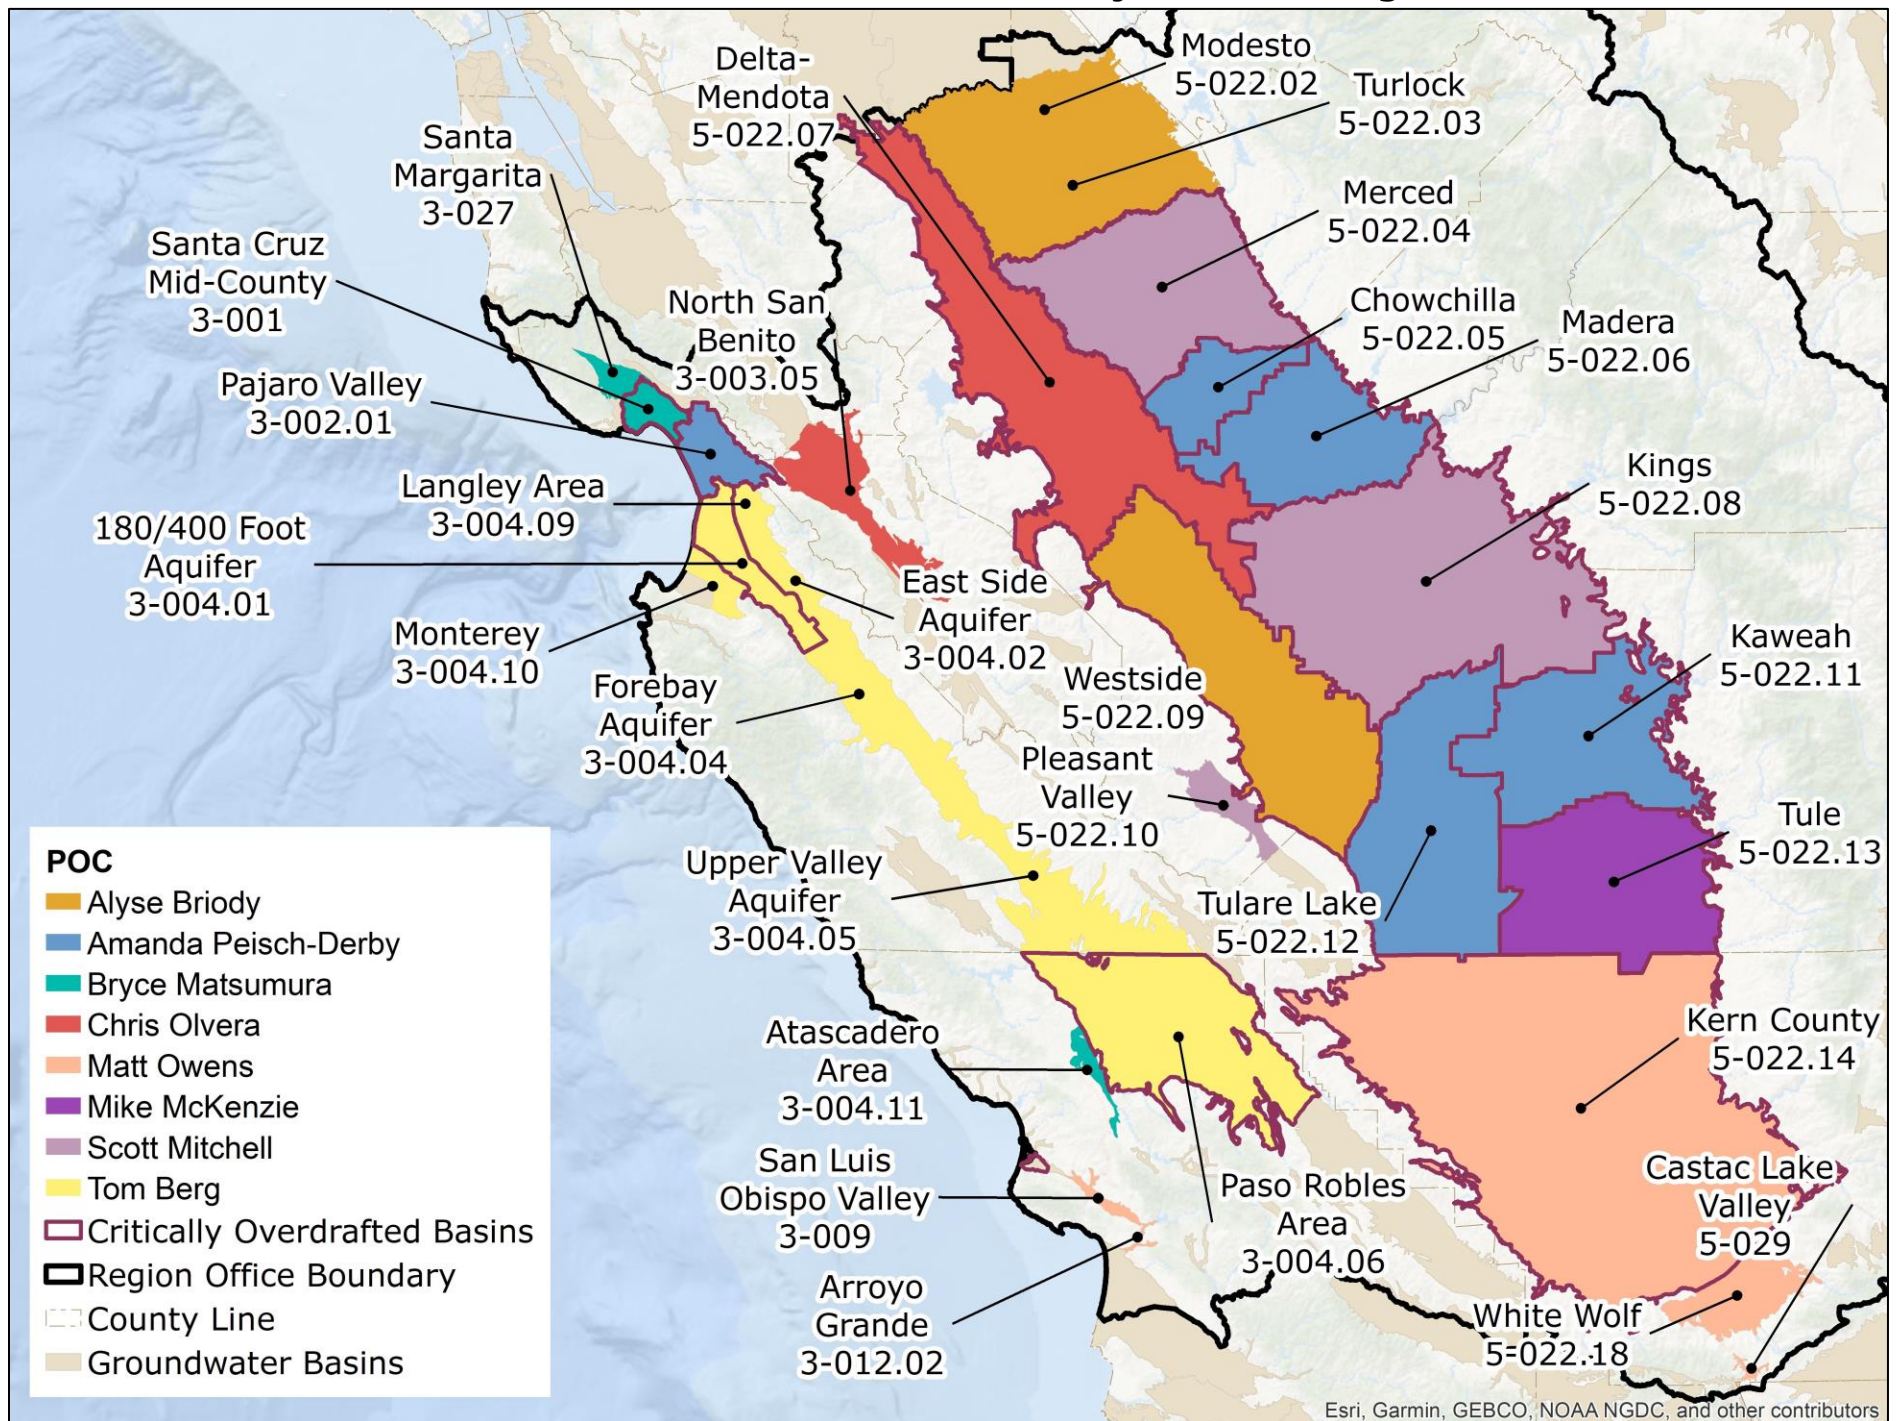 Delta-
Mendota
5-022.07
Modesto
5-022.02
Turlock
5-022.03
Santa
Margarita
3-027
Merced
5-022.04
Santa Cruz
Mid-County
3-001
North San
Benito
3-003.05
Chowchilla
5-022.05
Madera
5-022.06
Pajaro Valley
3-002.01
Kings
5-022.08
Langley Area
3-004.09
180/400 Foot
Aquifer
3-004.01
East Side
Aquifer
3-004.02
Monterey
3-004.10
Kaweah
5-022.11
Forebay
Aquifer
3-004.04
Westside
5-022.09
Pleasant
Valley
5-022.10
Tule
5-022.13
Upper Valley
Aquifer
3-004.05
Tulare Lake
5-022.12
Kern County
5-022.14
Atascadero
Area
3-004.11
San Luis
Obispo Valley
3-009
Paso Robles
Area
3-004.06
Castac Lake
Valley
5-029
Arroyo
Grande
3-012.02
White Wolf
5-022.18
POC
Alyse Briody
Amanda Peisch-Derby
Bryce Matsumura
Chris Olvera
Matt Owens
Mike McKenzie
Scott Mitchell
Tom Berg
Critically Overdrafted Basins
Region Office Boundary
County Line
Groundwater Basins
Esri, Garmin, GEBCO, NOAA NGDC, and other contributors